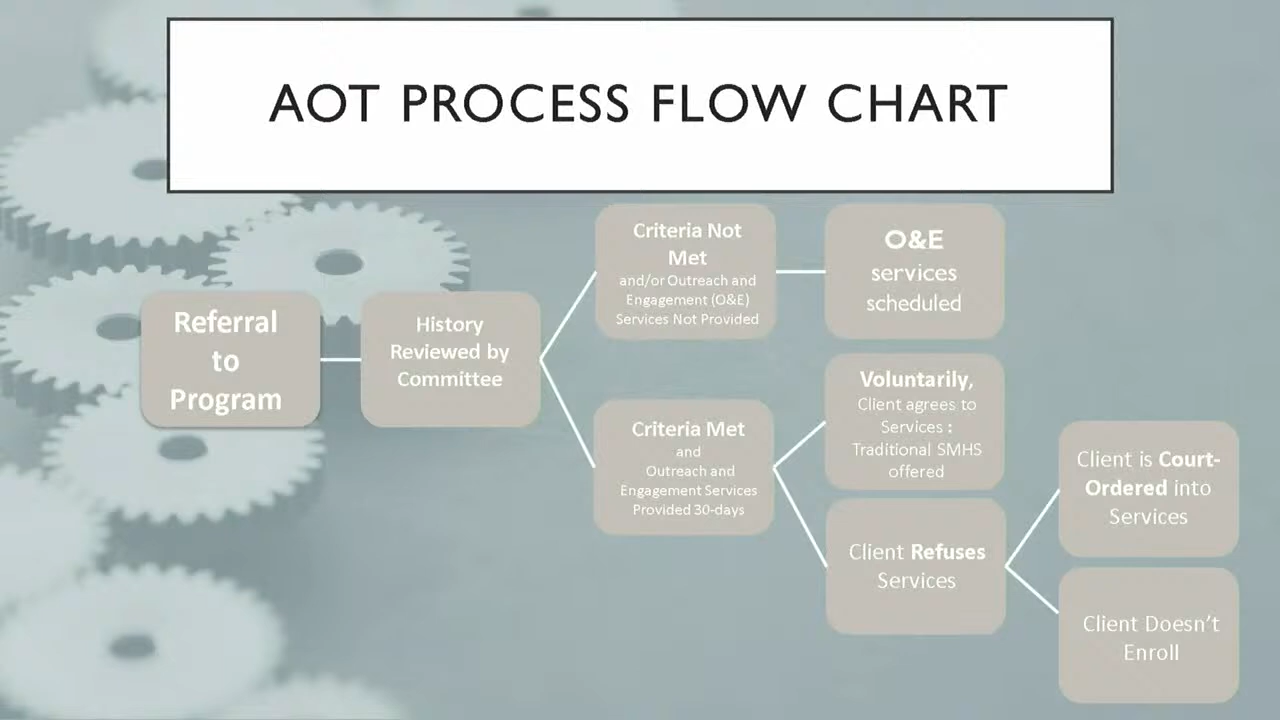 AOT PROCESS FLOW CHART
Referral
to
Program
History
Reviewed by
Committee
Criteria Not
Met
and/or Outreach and
Engagement (O&E)
Services Not Provided
O&E
services
scheduled
Criteria Met
and
Outreach and
Engagement Services
Provided 30-days
Voluntarily,
Client agrees to
Services :
Traditional SMHS
offered
Client Refuses
Services
Client is Court-
Ordered into
Services
Client Doesn't
Enroll